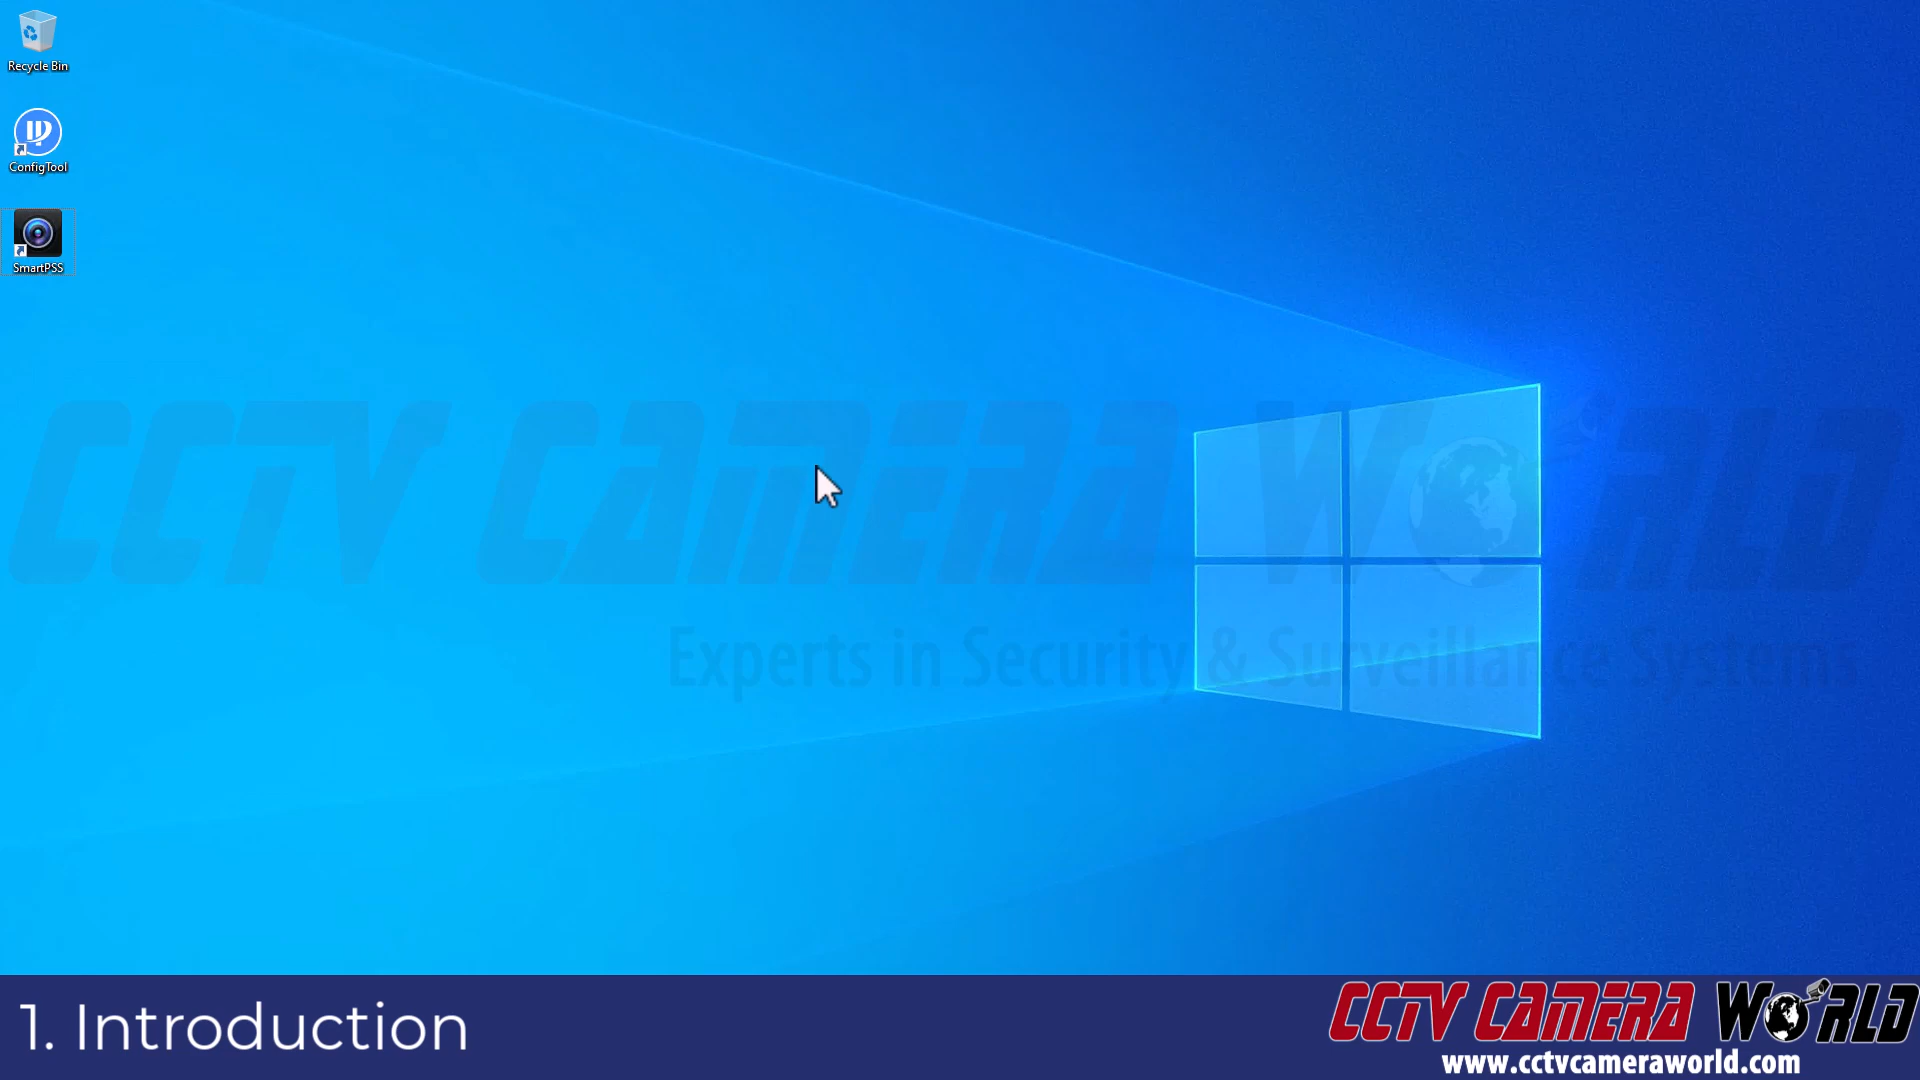 Recycle Bin
ConfigTool
SmartPSS
CCTV CAMERA WORLD
Experts in Security & Surveillance Systems
1. Introduction
CCTV CAMERA WORLD
www.cctvcameraworld.com